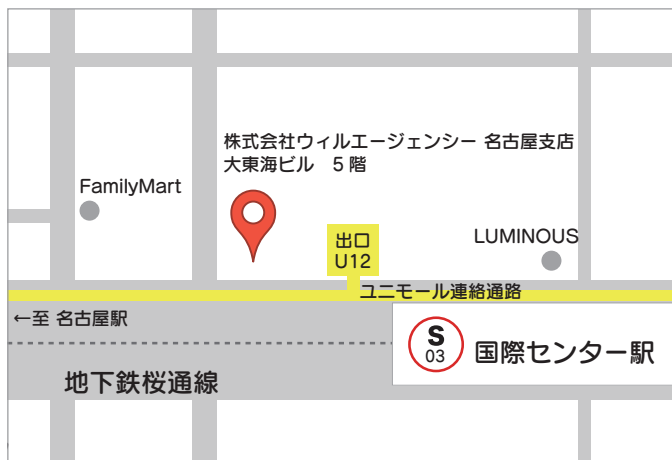 株式会社ウィルエージェンシー 名古屋支店
大東海ビル　5階
FamilyMart
出口
U12
LUMINOUS
ユニモール連絡通路
←至 名古屋駅
S
03
国際センター駅
地下鉄桜通線